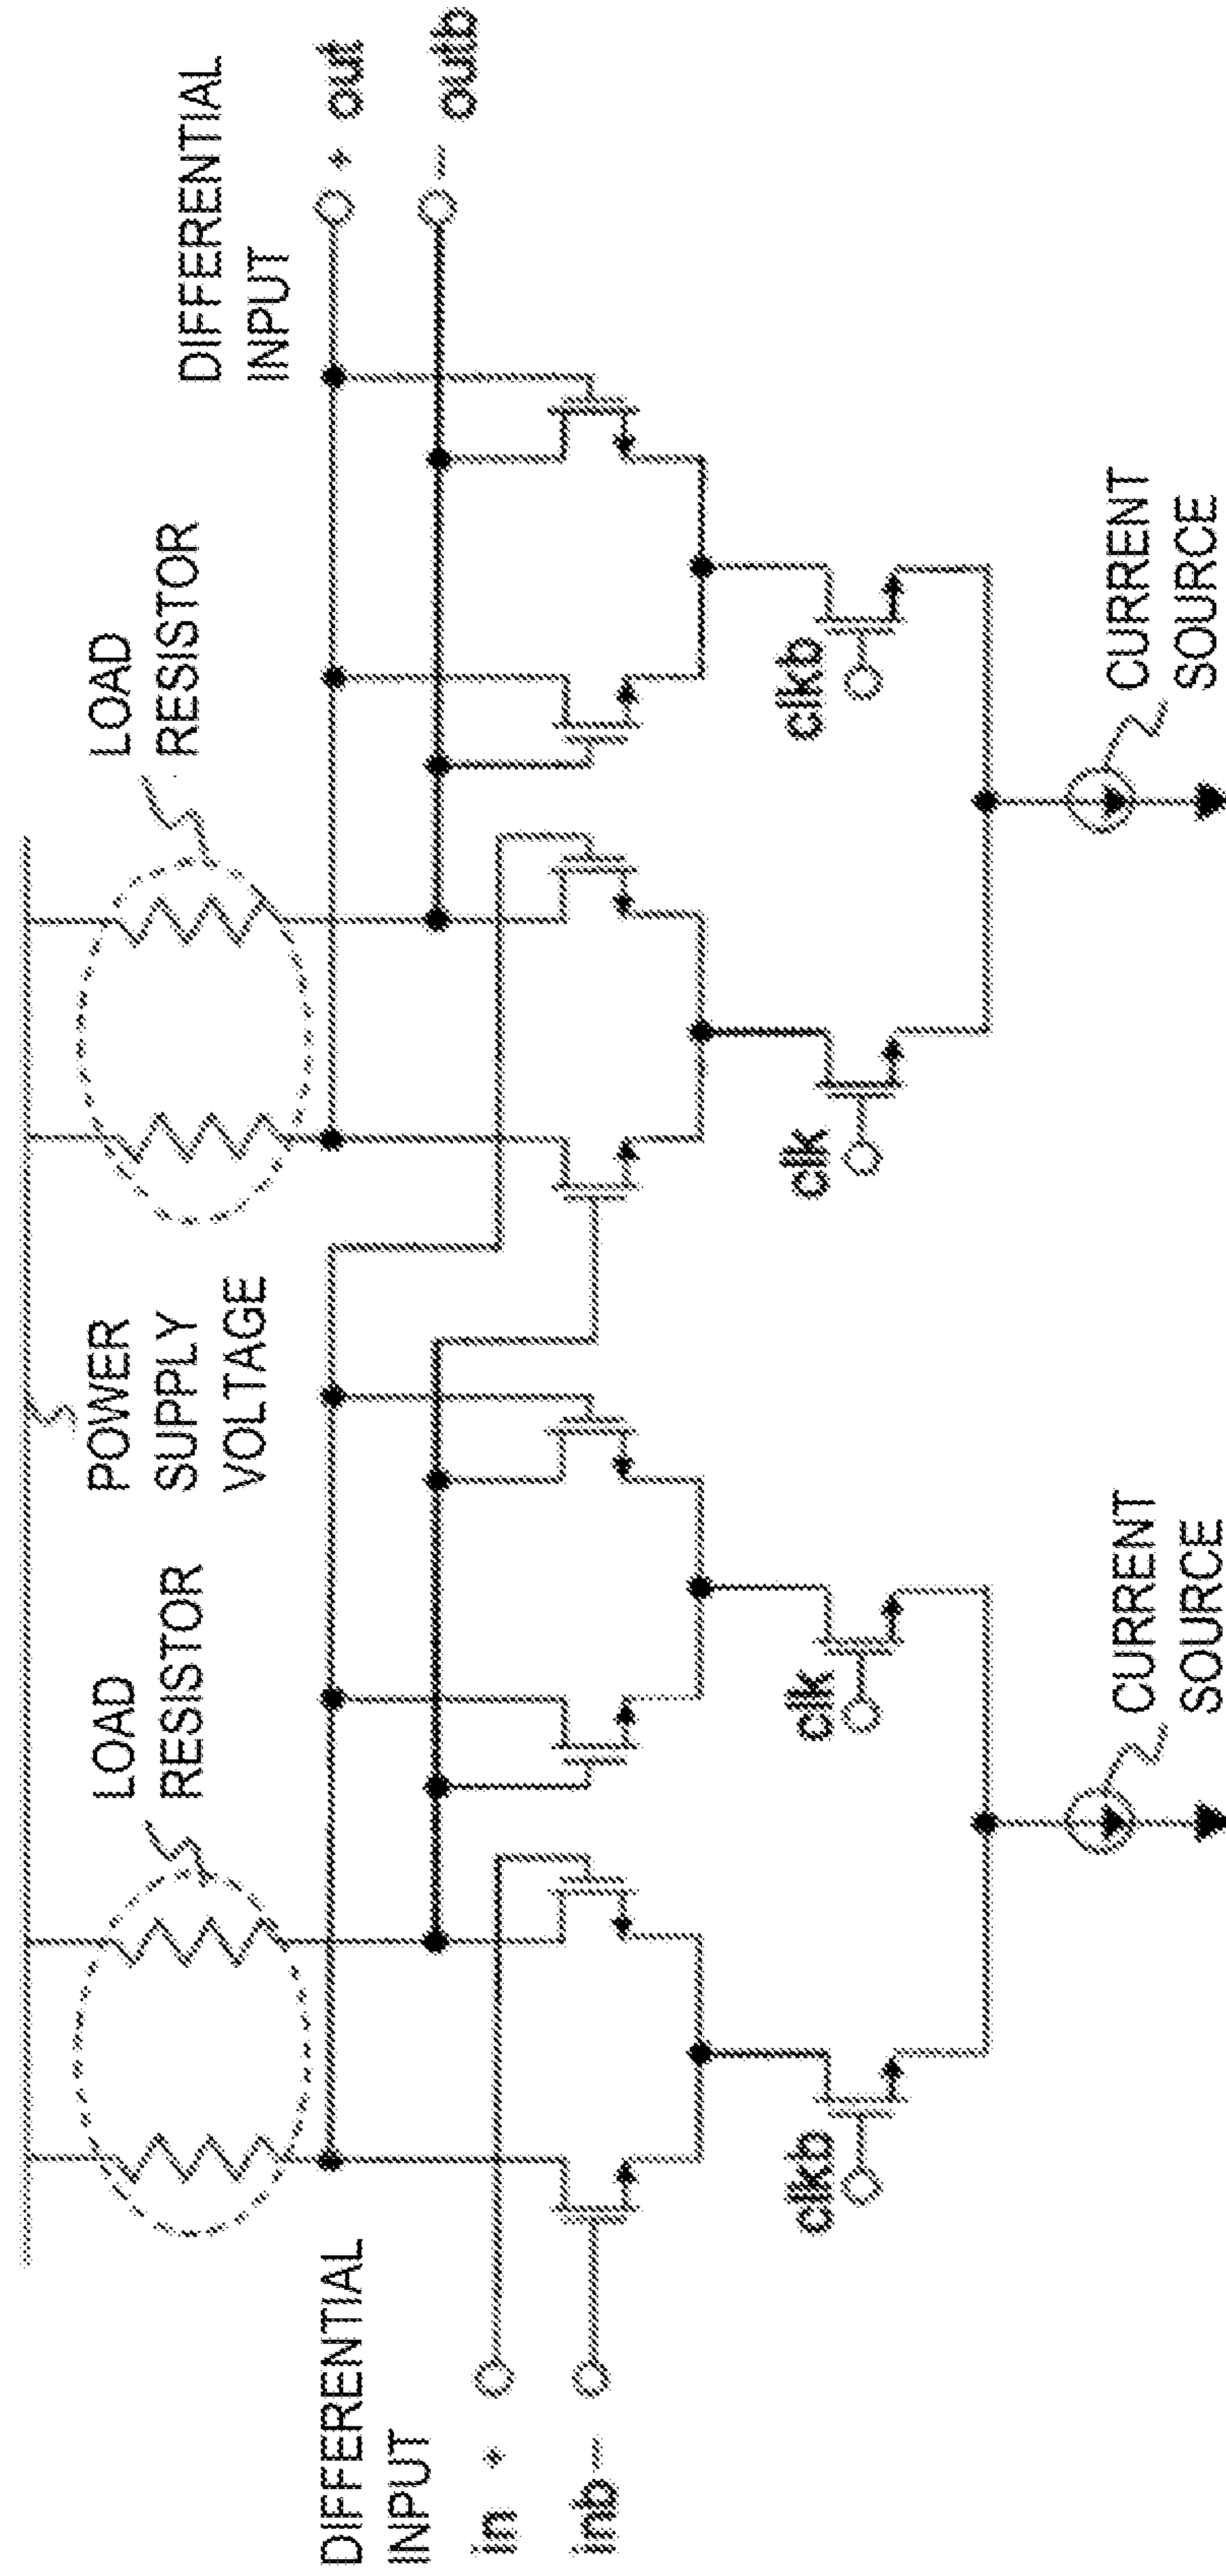 POWER
SUPPLY
VOLTAGE
LOAD
RESISTOR
LOAD
RESISTOR
DIFFERENTIAL
INPUT
in +
inb −
DIFFERENTIAL
INPUT
+ out
− outb
clkb
clk
clk
clkb
CURRENT
SOURCE
CURRENT
SOURCE